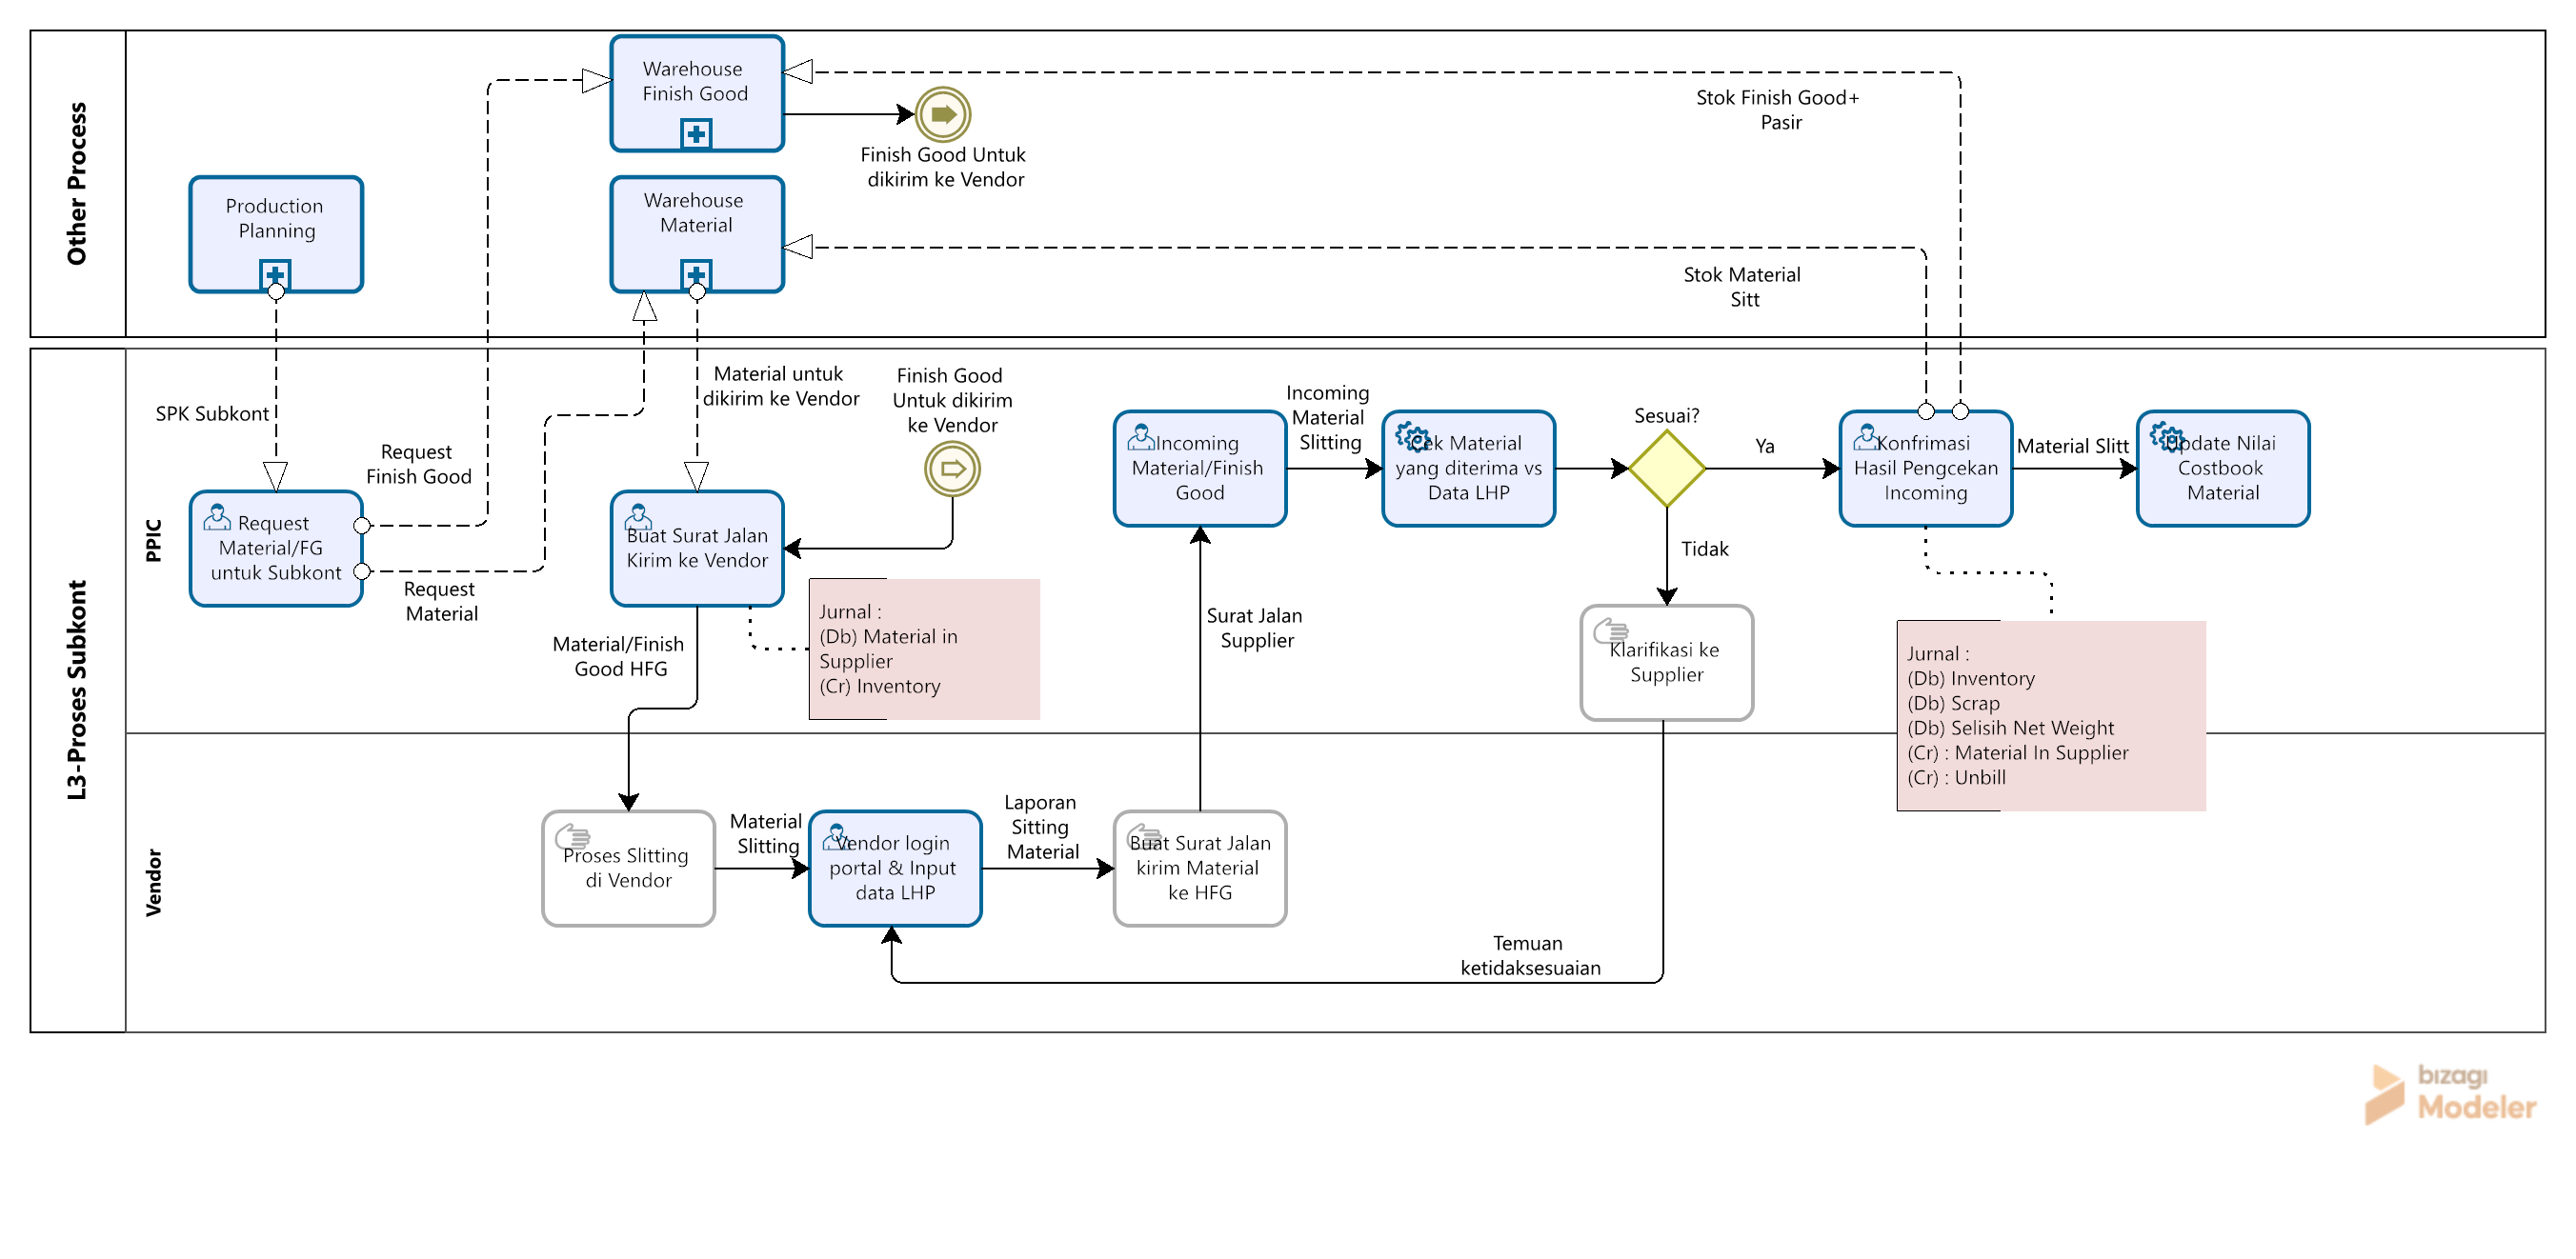 Other Process
Warehouse
Finish Good
Finish Good Untuk
dikirim ke Vendor
Stok Finish Good+
Pasir
Production
Planning
Warehouse
Material
Stok Material
Sitt
L3-Proses Subkont
PPIC
SPK Subkont
Request
Finish Good
Request
Material/FG
untuk Subkont
Request
Material
Material untuk
dikirim ke Vendor
Finish Good
Untuk dikirim
ke Vendor
Buat Surat Jalan
Kirim ke Vendor
Jurnal :
(Db) Material in
Supplier
(Cr) Inventory
Material/Finish
Good HFG
Incoming
Material/Finish
Good
Incoming
Material
Slitting
Cek Material
yang diterima vs
Data LHP
Sesuai?
Ya
Tidak
Konfrimasi
Hasil Pengcekan
Incoming
Material Slitt
Update Nilai
Costbook
Material
Surat Jalan
Supplier
Klarifikasi ke
Supplier
Jurnal :
(Db) Inventory
(Db) Scrap
(Db) Selisih Net Weight
(Cr) : Material In Supplier
(Cr) : Unbill
Vendor
Proses Slitting
di Vendor
Material
Slitting
Vendor login
portal & Input
data LHP
Laporan
Sitting
Material
Buat Surat Jalan
kirim Material
ke HFG
Temuan
ketidaksesuaian
bizagi
Modeler